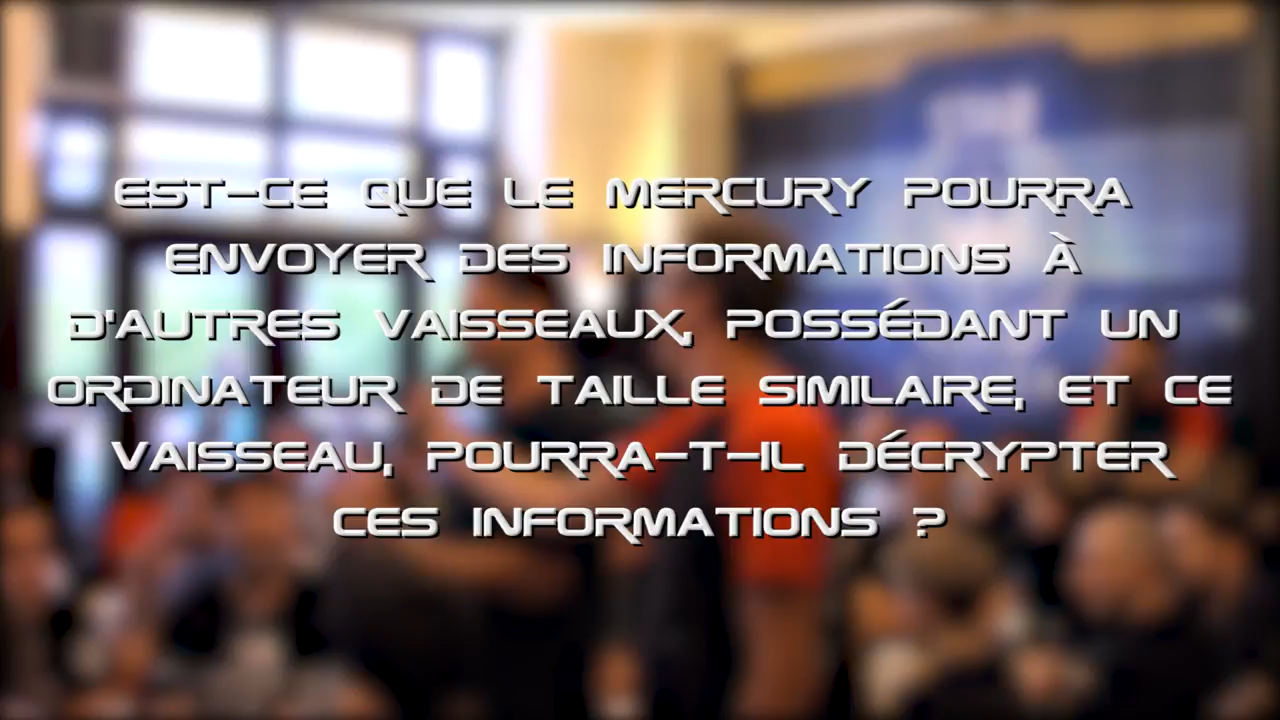 EST-CE QUE LE MERCURY POURRA
ENVOYER DES INFORMATIONS À
D'AUTRES VAISSEAUX, POSSÉDANT UN
ORDINATEUR DE TAILLE SIMILAIRE, ET CE
VAISSEAU, POURRA-T-IL DÉCRYPTER
CES INFORMATIONS ?